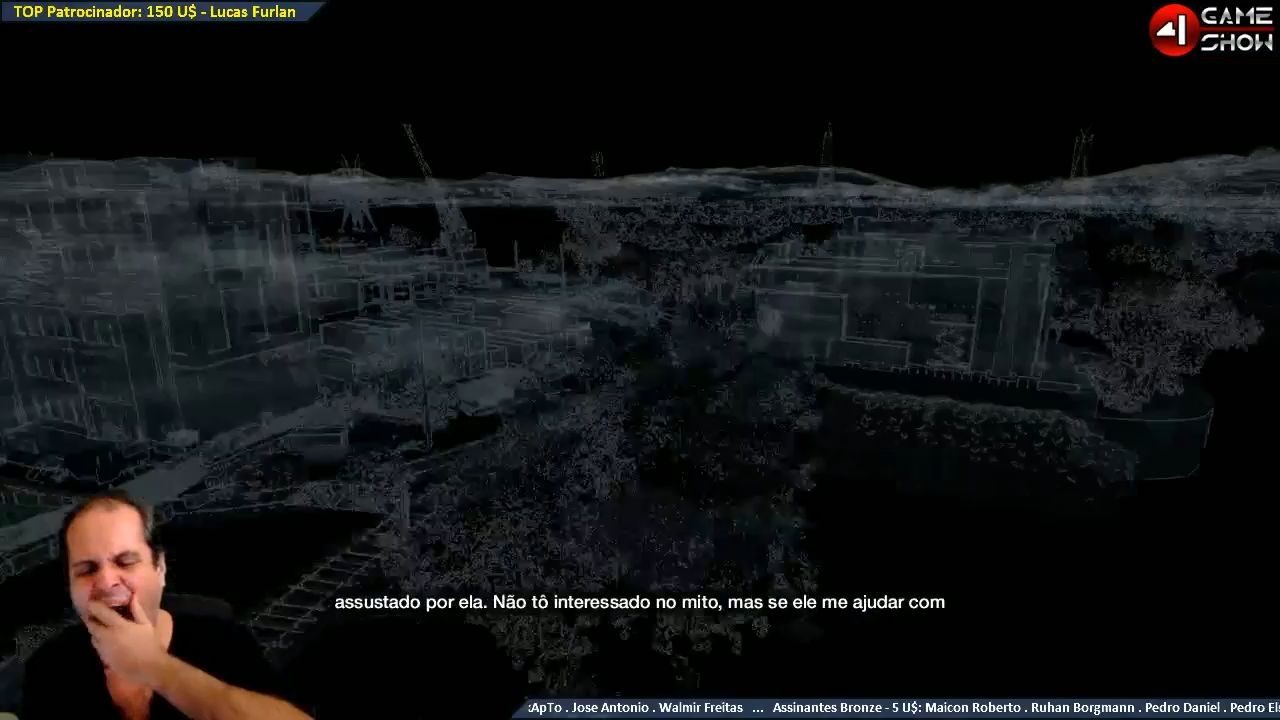 TOP Patrocinador: 150 U$ - Lucas Furlan
4 GAME
SHOW
assustado por ela. Não tô interessado no mito, mas se ele me ajudar com
:ApTo . Jose Antonio . Walmir Freitas ... Assinantes Bronze - 5 U$: Maicon Roberto . Ruhan Borgmann . Pedro Daniel . Pedro